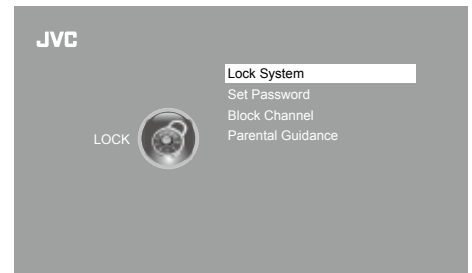 JVC
Lock System
Set Password
Block Channel
LOCK
Parental Guidance